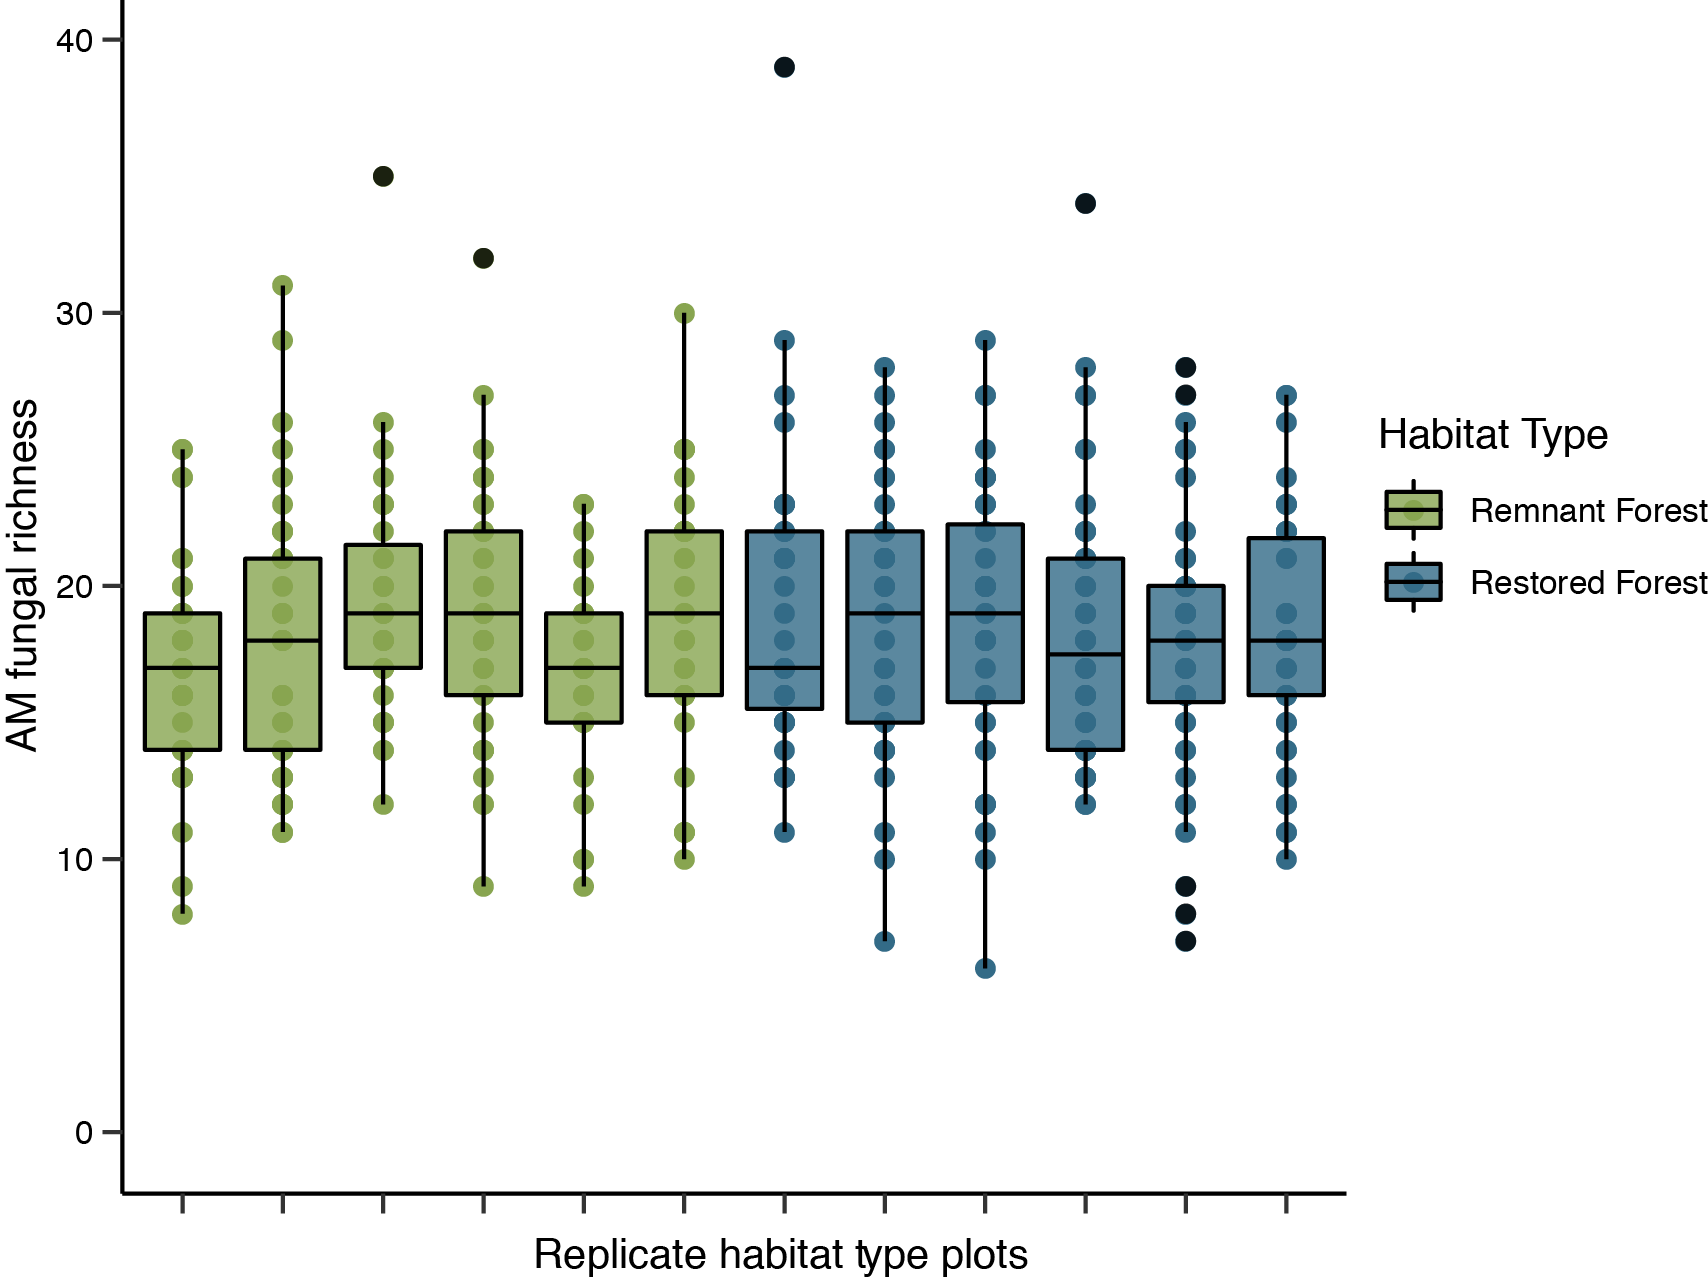 40
30
20
10
0
AM fungal richness
Replicate habitat type plots
Habitat Type
Remnant Forest
Restored Forest